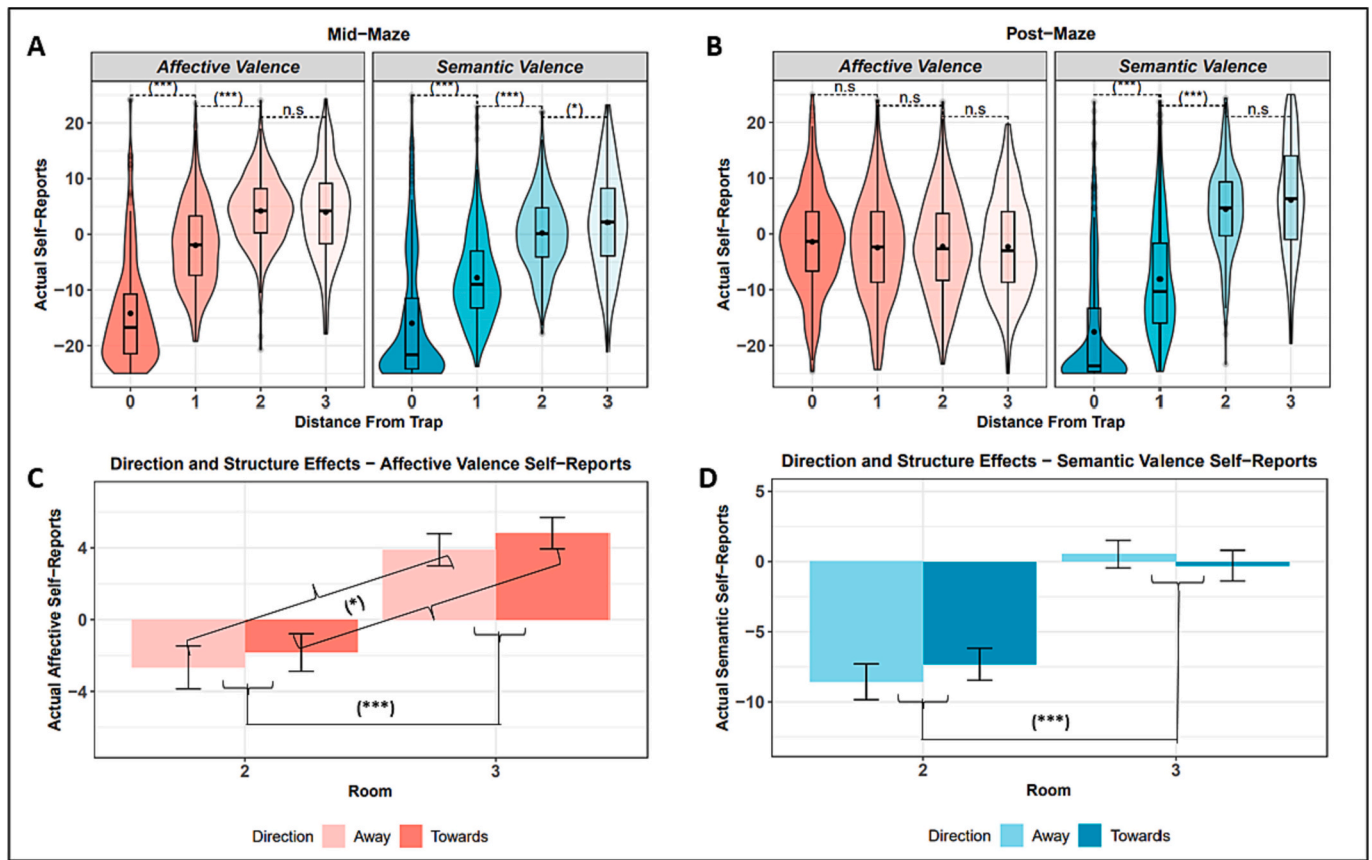 A
Mid−Maze
Affective Valence
Semantic Valence
(***)
(***)
n.s
(***)
(***)
(*)
Actual Self−Reports
20
10
0
−10
−20
0 1 2 3
0 1 2 3
Distance From Trap
B
Post−Maze
Affective Valence
Semantic Valence
n.s
n.s
n.s
(***)
(***)
n.s
Actual Self−Reports
20
10
0
−10
−20
0 1 2 3
0 1 2 3
Distance From Trap
C
Direction and Structure Effects − Affective Valence Self−Reports
Actual Affective Self−Reports
4
0
−4
(*)
(***)
2 3
Room
Direction Away Towards
D
Direction and Structure Effects − Semantic Valence Self−Reports
Actual Semantic Self−Reports
5
0
−5
−10
(***)
2 3
Room
Direction Away Towards